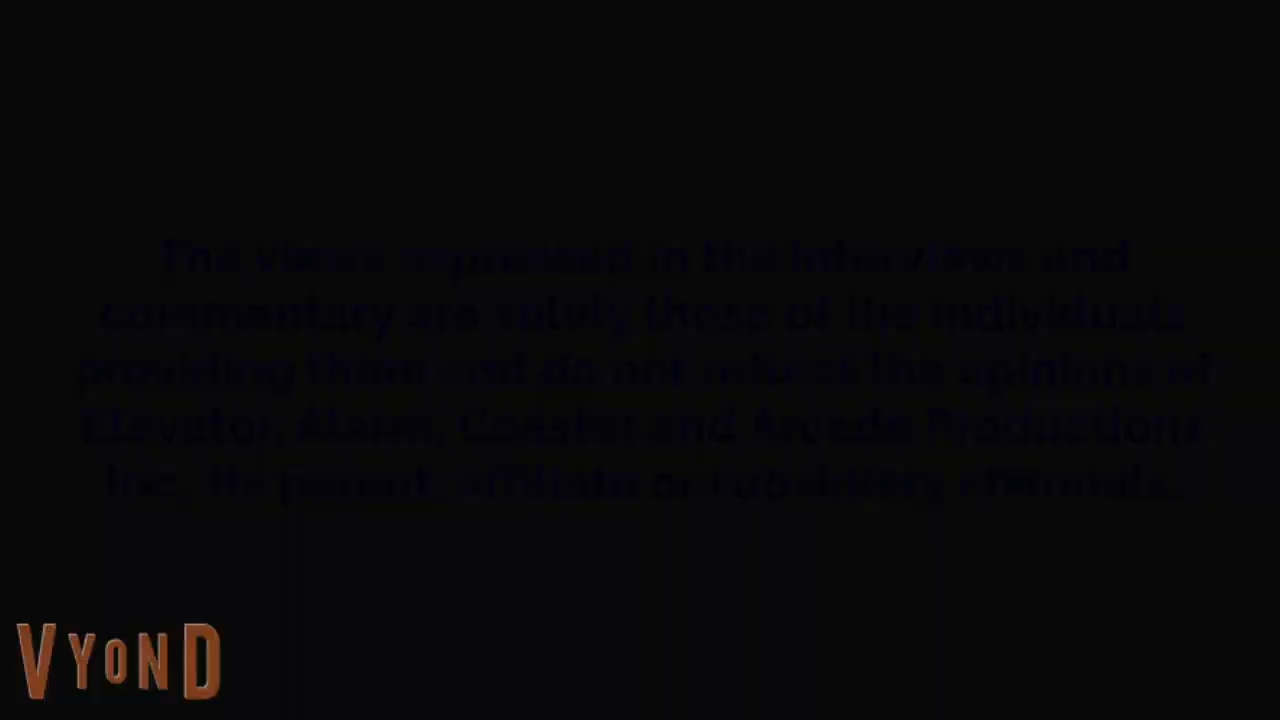 The views expressed in the interviews and
commentary are solely those of the individuals
providing them and do not reflect the opinions of
Elevator, Alarm, Coaster and Arcade Productions
Inc., its parent, affiliate or subsidiary channels.
VYOND